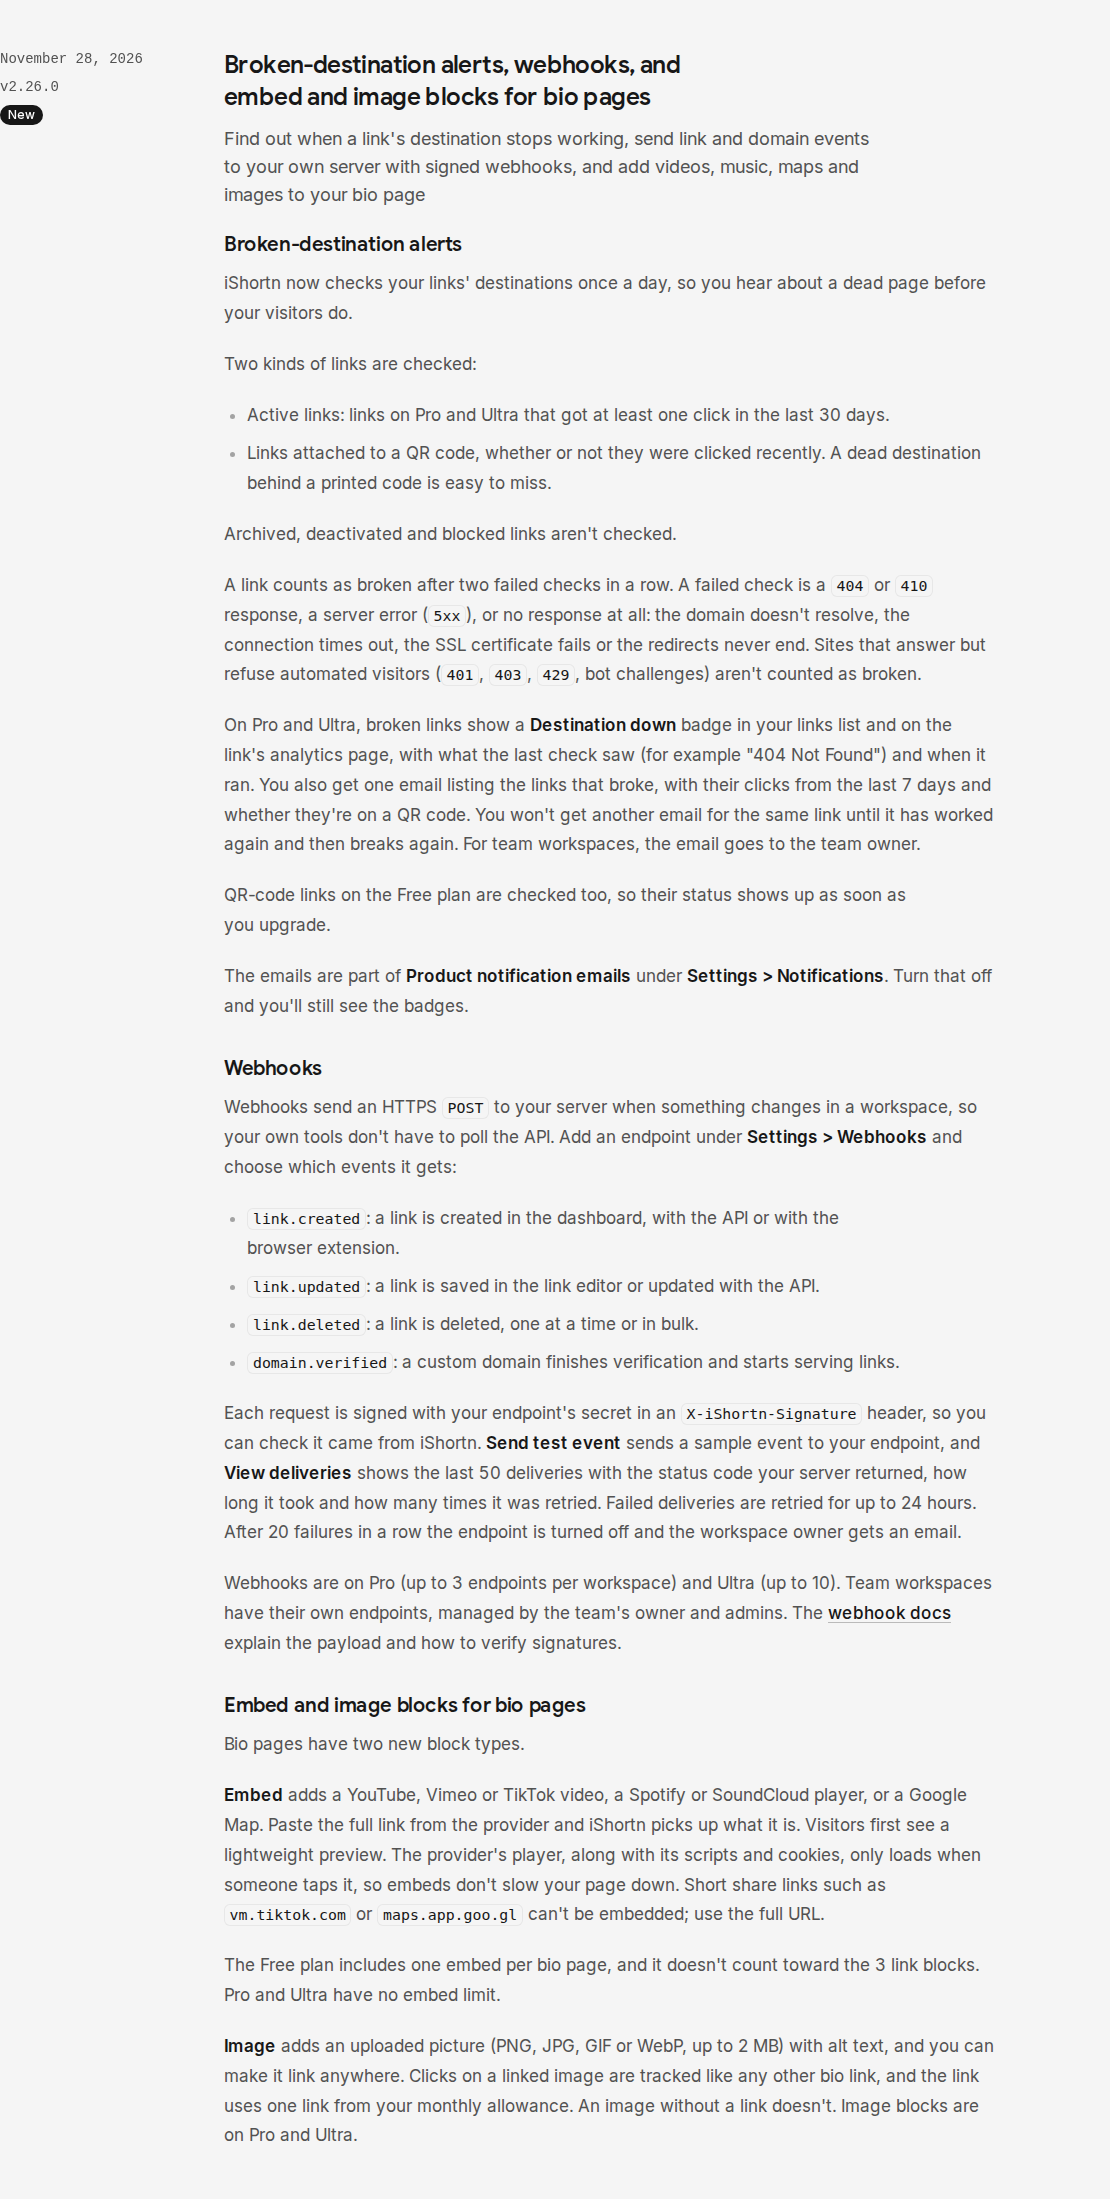 November 28, 2026
v2.26.0
New
Broken-destination alerts, webhooks, and
embed and image blocks for bio pages
Find out when a link's destination stops working, send link and domain events
to your own server with signed webhooks, and add videos, music, maps and
images to your bio page
Broken-destination alerts
iShortn now checks your links' destinations once a day, so you hear about a dead page before
your visitors do.
Two kinds of links are checked:
• Active links: links on Pro and Ultra that got at least one click in the last 30 days.
• Links attached to a QR code, whether or not they were clicked recently. A dead destination
behind a printed code is easy to miss.
Archived, deactivated and blocked links aren't checked.
A link counts as broken after two failed checks in a row. A failed check is a 404 or 410
response, a server error (5xx), or no response at all: the domain doesn't resolve, the
connection times out, the SSL certificate fails or the redirects never end. Sites that answer but
refuse automated visitors (401, 403, 429, bot challenges) aren't counted as broken.
On Pro and Ultra, broken links show a Destination down badge in your links list and on the
link's analytics page, with what the last check saw (for example "404 Not Found") and when it
ran. You also get one email listing the links that broke, with their clicks from the last 7 days and
whether they're on a QR code. You won't get another email for the same link until it has worked
again and then breaks again. For team workspaces, the email goes to the team owner.
QR-code links on the Free plan are checked too, so their status shows up as soon as
you upgrade.
The emails are part of Product notification emails under Settings > Notifications. Turn that off
and you'll still see the badges.
Webhooks
Webhooks send an HTTPS POST to your server when something changes in a workspace, so
your own tools don't have to poll the API. Add an endpoint under Settings > Webhooks and
choose which events it gets:
• link.created: a link is created in the dashboard, with the API or with the
browser extension.
• link.updated: a link is saved in the link editor or updated with the API.
• link.deleted: a link is deleted, one at a time or in bulk.
• domain.verified: a custom domain finishes verification and starts serving links.
Each request is signed with your endpoint's secret in an X-iShortn-Signature header, so you
can check it came from iShortn. Send test event sends a sample event to your endpoint, and
View deliveries shows the last 50 deliveries with the status code your server returned, how
long it took and how many times it was retried. Failed deliveries are retried for up to 24 hours.
After 20 failures in a row the endpoint is turned off and the workspace owner gets an email.
Webhooks are on Pro (up to 3 endpoints per workspace) and Ultra (up to 10). Team workspaces
have their own endpoints, managed by the team's owner and admins. The webhook docs
explain the payload and how to verify signatures.
Embed and image blocks for bio pages
Bio pages have two new block types.
Embed adds a YouTube, Vimeo or TikTok video, a Spotify or SoundCloud player, or a Google
Map. Paste the full link from the provider and iShortn picks up what it is. Visitors first see a
lightweight preview. The provider's player, along with its scripts and cookies, only loads when
someone taps it, so embeds don't slow your page down. Short share links such as
vm.tiktok.com or maps.app.goo.gl can't be embedded; use the full URL.
The Free plan includes one embed per bio page, and it doesn't count toward the 3 link blocks.
Pro and Ultra have no embed limit.
Image adds an uploaded picture (PNG, JPG, GIF or WebP, up to 2 MB) with alt text, and you can
make it link anywhere. Clicks on a linked image are tracked like any other bio link, and the link
uses one link from your monthly allowance. An image without a link doesn't. Image blocks are
on Pro and Ultra.